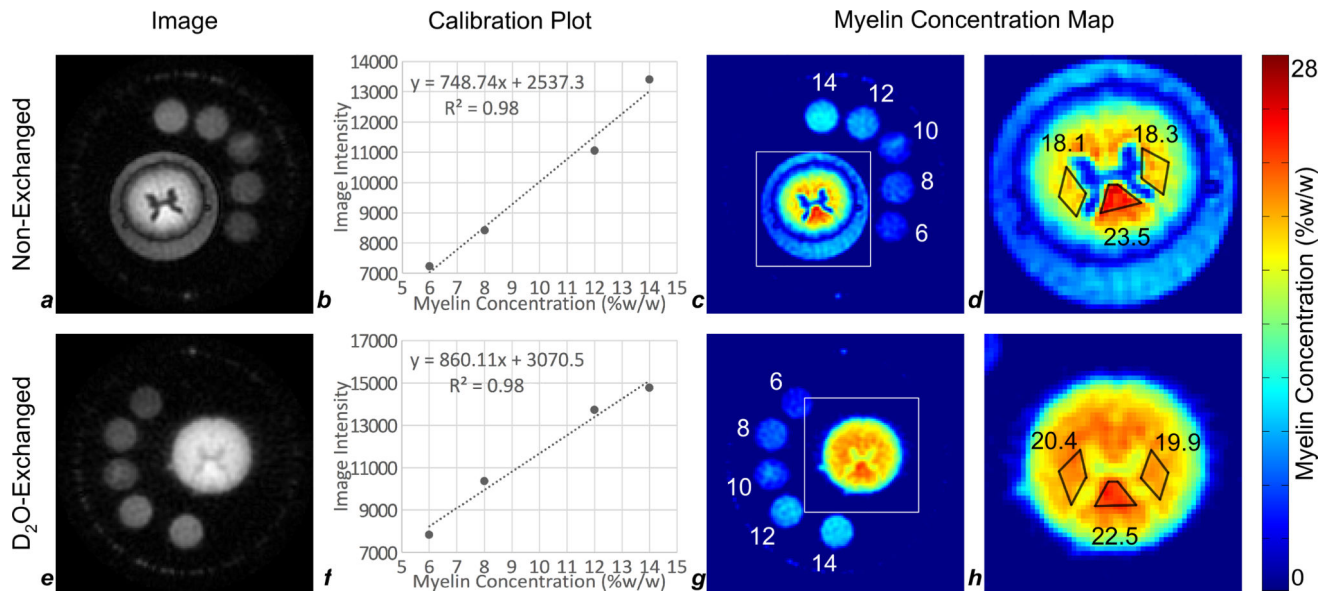 Image
Calibration Plot
Myelin Concentration Map
Non-Exchanged
a
14000
13000
12000
11000
10000
9000
8000
7000
Image Intensity
y = 748.74x + 2537.3
R² = 0.98
5 6 7 8 9 10 11 12 13 14 15
Myelin Concentration (%w/w)
b
14
12
10
8
6
c
18.1
18.3
23.5
d
D₂O-Exchanged
e
17000
15000
13000
11000
9000
7000
Image Intensity
y = 860.11x + 3070.5
R² = 0.98
5 6 7 8 9 10 11 12 13 14 15
Myelin Concentration (%w/w)
f
6
8
10
12
14
g
20.4
19.9
22.5
h
28
Myelin Concentration (%w/w)
0